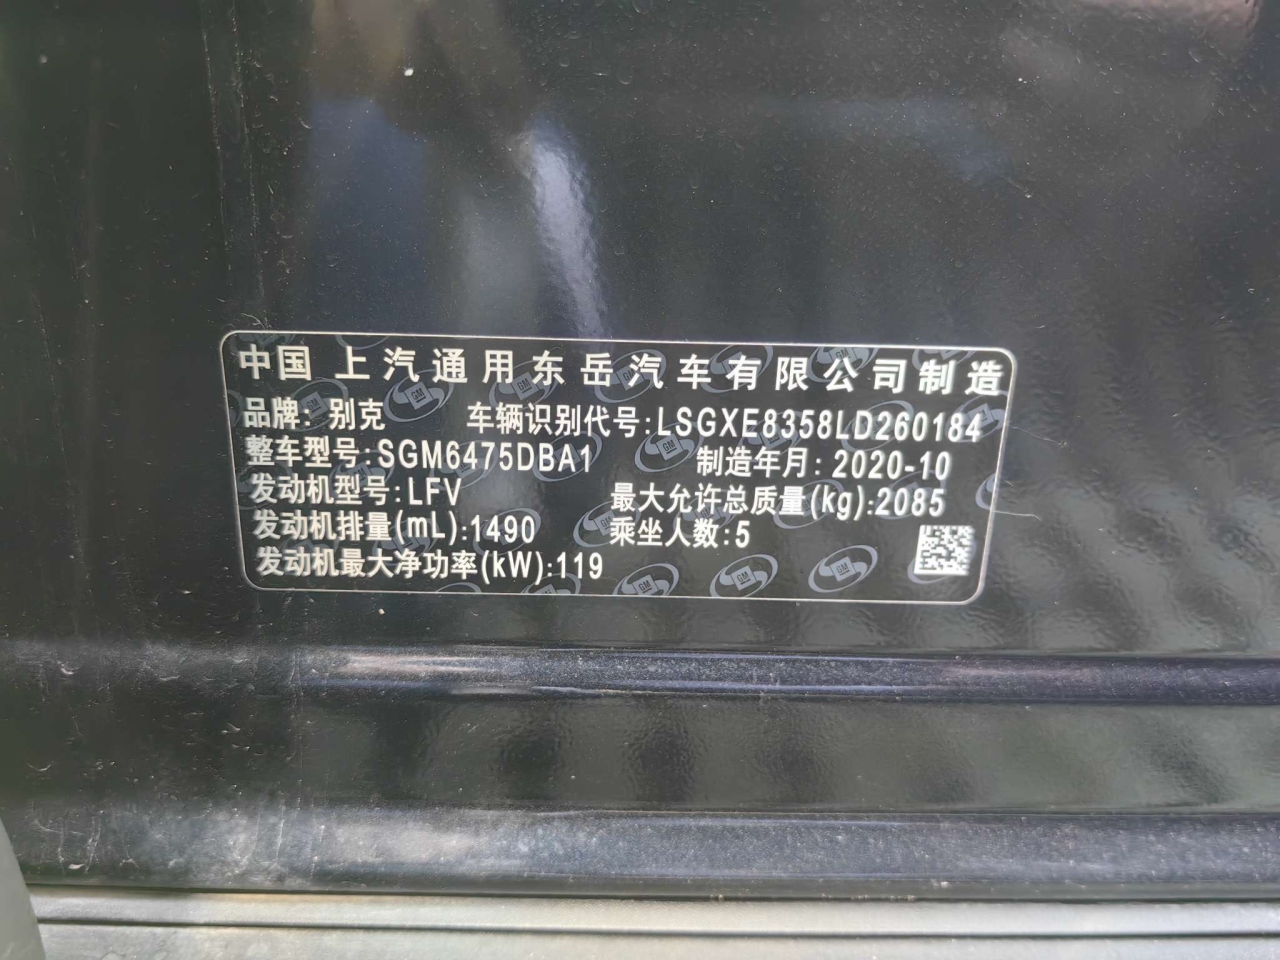 中国 上汽通用东岳汽车有限公司制造
品牌: 别克 车辆识别代号:LSGXE8358LD260184
整车型号:SGM6475DBA1 制造年月: 2020-10
发动机型号:LFV 最大允许总质量(kg):2085
发动机排量(mL):1490 乘坐人数:5
发动机最大净功率(kW):119